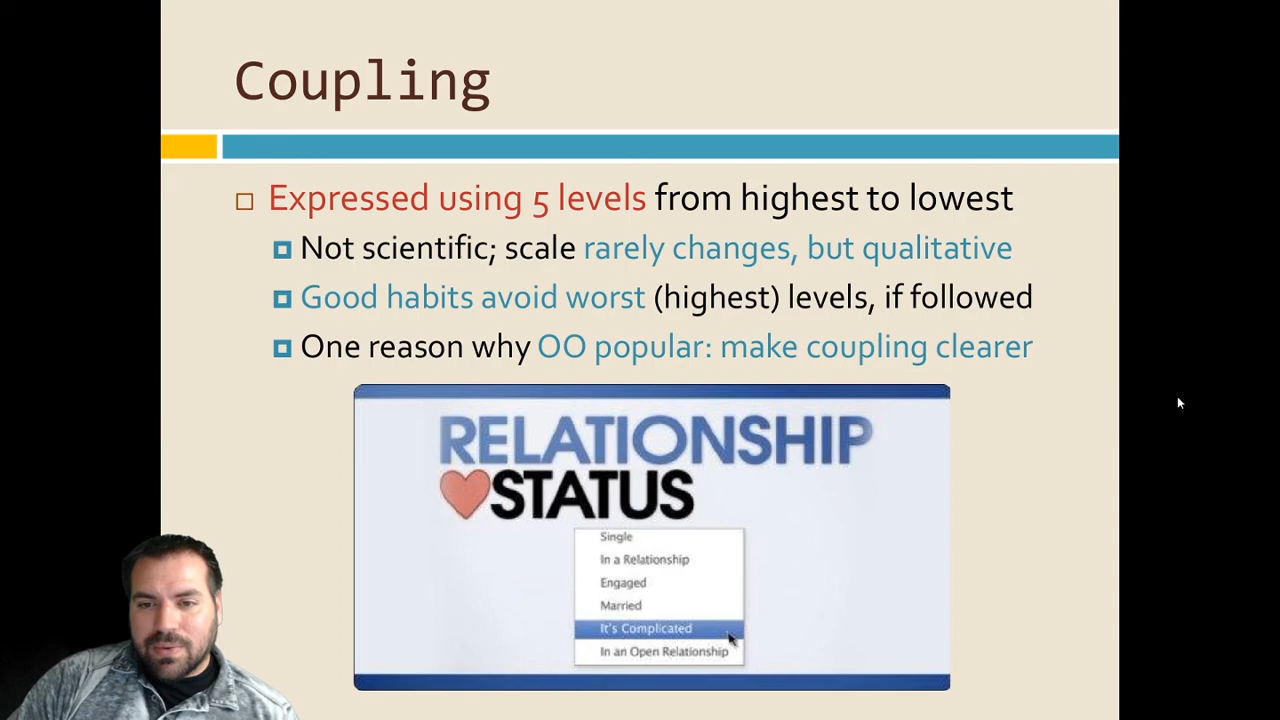 Coupling
Expressed using 5 levels from highest to lowest
Not scientific; scale rarely changes, but qualitative
Good habits avoid worst (highest) levels, if followed
One reason why OO popular: make coupling clearer
RELATIONSHIP
STATUS
Single
In a Relationship
Engaged
Married
It's Complicated
In an Open Relationship